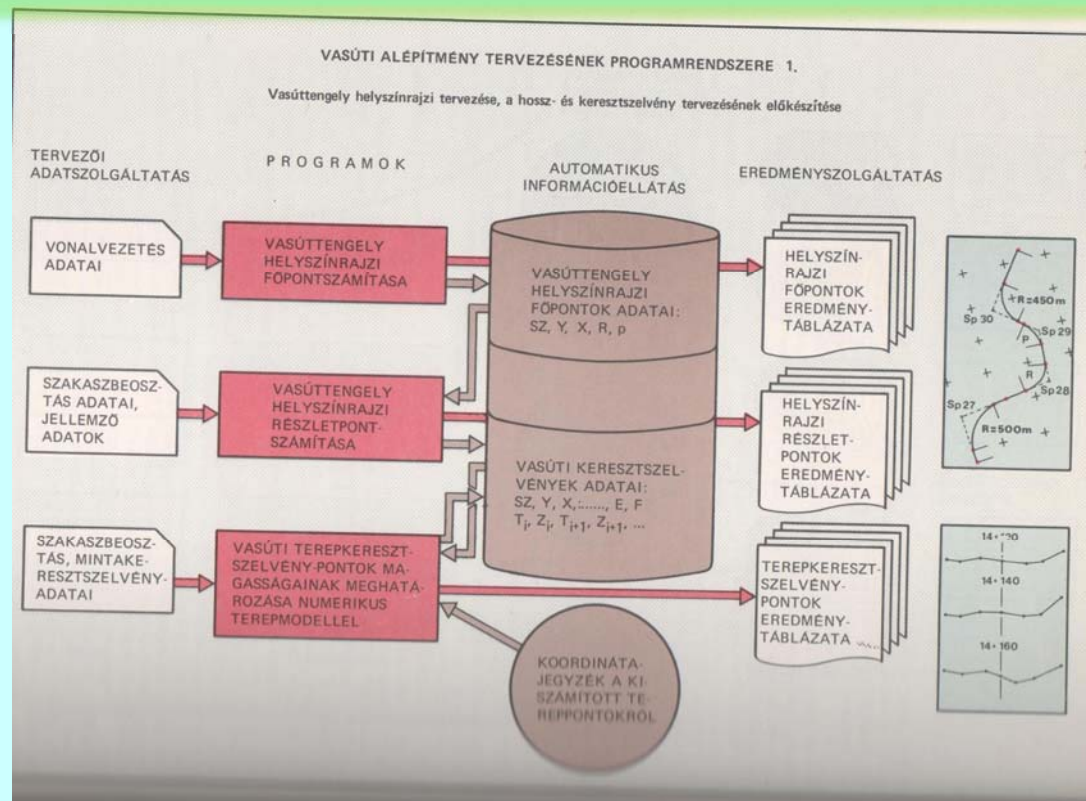 VASÚTI ALÉPÍTMÉNY TERVEZÉSÉNEK PROGRAMRENDSZERE 1.
Vasúttengely helyszínrajzi tervezése, a hossz- és keresztszelvény tervezésének előkészítése
TERVEZŐI
ADATSZOLGÁLTATÁS
PROGRAMOK
AUTOMATIKUS
INFORMÁCIÓELLÁTÁS
EREDMÉNYSZOLGÁLTATÁS
VONALVEZETÉS
ADATAI
VASÚTTENGELY
HELYSZÍNRAJZI
FŐPONTSZÁMÍTÁSA
VASÚTTENGELY
HELYSZÍNRAJZI
FŐPONTOK ADATAI:
SZ, Y, X, R, p
HELYSZÍN-
RAJZI
FŐPONTOK
EREDMÉNY-
TÁBLÁZATA
R=450m
Sp 30
Sp 29
P
R
Sp28
Sp27
R=500m
SZAKASZBEOSZ-
TÁS ADATAI,
JELLEMZŐ
ADATOK
VASÚTTENGELY
HELYSZÍNRAJZI
RÉSZLETPONT-
SZÁMÍTÁSA
VASÚTI KERESZTSZEL-
VÉNYEK ADATAI:
SZ, Y, X,:......, E, F
Ti, Zi, Ti+1, Zi+1, ...
HELYSZÍN-
RAJZI
RÉSZLET-
PONTOK
EREDMÉNY-
TÁBLÁZATA
SZAKASZBEOSZ-
TÁS, MINTAKE-
RESZTSZELVÉNY-
ADATAI
VASÚTI TEREPKERESZT-
SZELVÉNY-PONTOK MA-
GASSÁGAINAK MEGHATÁ-
ROZÁSA NUMERIKUS
TEREPMODELLEL
KOORDINÁTA-
JEGYZÉK A KI-
SZÁMÍTOTT TE-
REPPONTOKRÓL
TEREPKERESZT-
SZELVÉNY-
PONTOK
EREDMÉNY-
TÁBLÁZATA
14+140
14+160